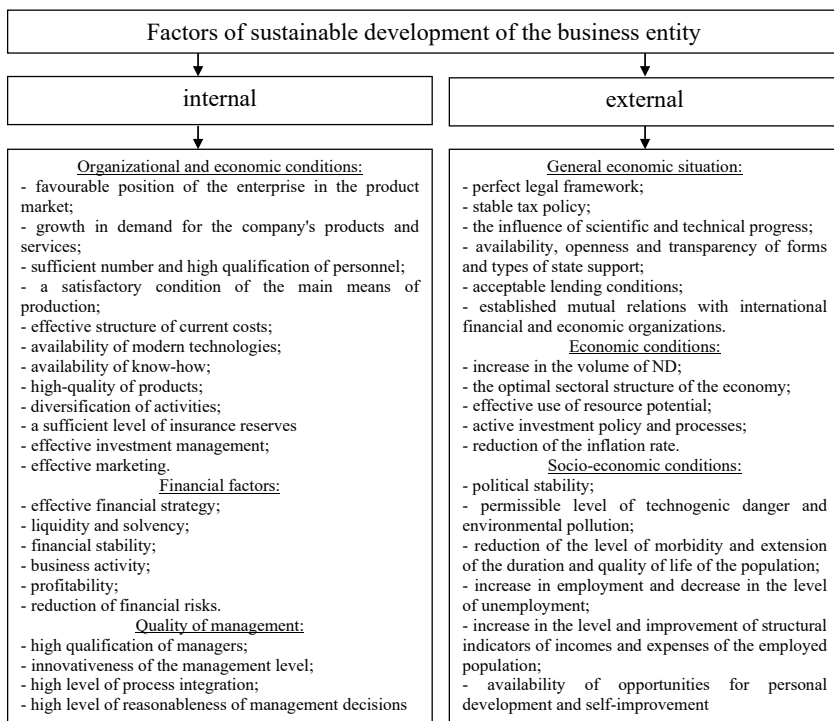 Factors of sustainable development of the business entity
internal
Organizational and economic conditions:
- favourable position of the enterprise in the product
market;
- growth in demand for the company's products and
services;
- sufficient number and high qualification of personnel;
- a satisfactory condition of the main means of
production;
- effective structure of current costs;
- availability of modern technologies;
- availability of know-how;
- high-quality of products;
- diversification of activities;
- a sufficient level of insurance reserves
- effective investment management;
- effective marketing.
Financial factors:
- effective financial strategy;
- liquidity and solvency;
- financial stability;
- business activity;
- profitability;
- reduction of financial risks.
Quality of management:
- high qualification of managers;
- innovativeness of the management level;
- high level of process integration;
- high level of reasonableness of management decisions
external
General economic situation:
- perfect legal framework;
- stable tax policy;
- the influence of scientific and technical progress;
- availability, openness and transparency of forms
and types of state support;
- acceptable lending conditions;
- established mutual relations with international
financial and economic organizations.
Economic conditions:
- increase in the volume of ND;
- the optimal sectoral structure of the economy;
- effective use of resource potential;
- active investment policy and processes;
- reduction of the inflation rate.
Socio-economic conditions:
- political stability;
- permissible level of technogenic danger and
environmental pollution;
- reduction of the level of morbidity and extension
of the duration and quality of life of the population;
- increase in employment and decrease in the level
of unemployment;
- increase in the level and improvement of structural
indicators of incomes and expenses of the employed
population;
- availability of opportunities for personal
development and self-improvement